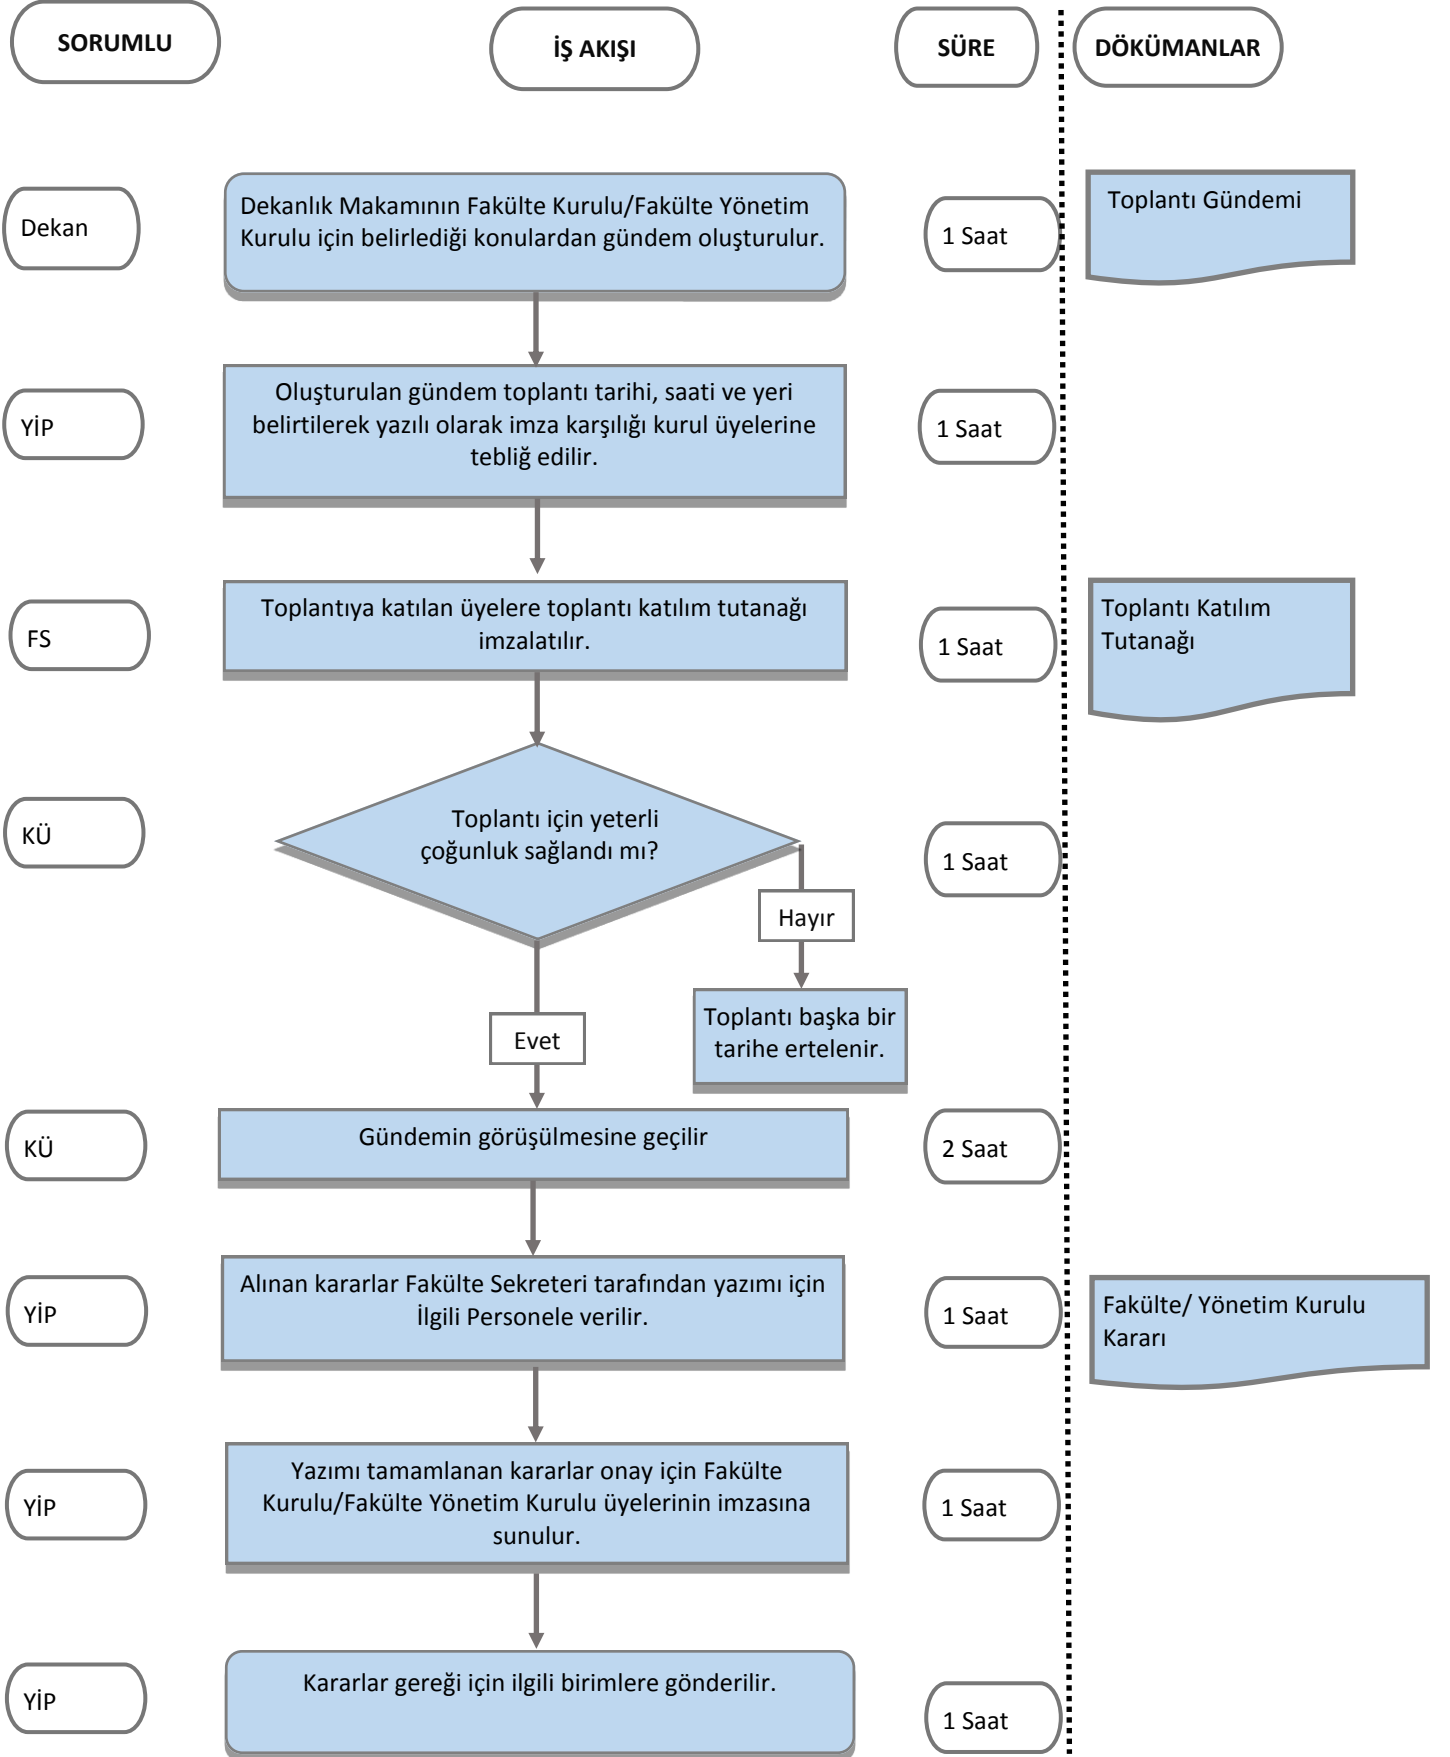 SORUMLU
İŞ AKIŞI
SÜRE
DÖKÜMANLAR
Dekan
Dekanlık Makamının Fakülte Kurulu/Fakülte Yönetim
Kurulu için belirlediği konulardan gündem oluşturulur.
1 Saat
Toplantı Gündemi
YİP
Oluşturulan gündem toplantı tarihi, saati ve yeri
belirtilerek yazılı olarak imza karşılığı kurul üyelerine
tebliğ edilir.
1 Saat
FS
Toplantıya katılan üyelere toplantı katılım tutanağı
imzalatılır.
1 Saat
Toplantı Katılım
Tutanağı
KÜ
Toplantı için yeterli
çoğunluk sağlandı mı?
1 Saat
Hayır
Toplantı başka bir
tarihe ertelenir.
Evet
KÜ
Gündemin görüşülmesine geçilir
2 Saat
YİP
Alınan kararlar Fakülte Sekreteri tarafından yazımı için
İlgili Personele verilir.
1 Saat
Fakülte/ Yönetim Kurulu
Kararı
YİP
Yazımı tamamlanan kararlar onay için Fakülte
Kurulu/Fakülte Yönetim Kurulu üyelerinin imzasına
sunulur.
1 Saat
YİP
Kararlar gereği için ilgili birimlere gönderilir.
1 Saat